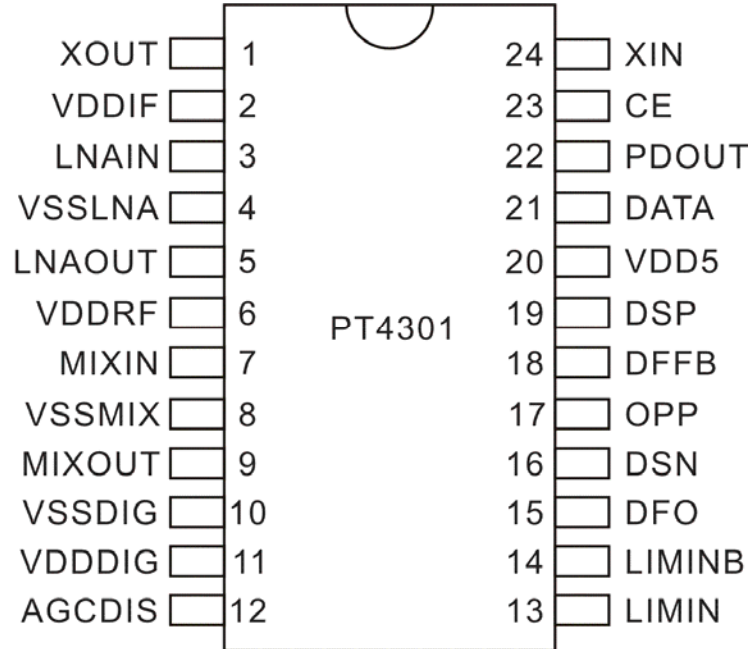 XOUT 1 24 XIN
VDDIF 2 23 CE
LNAIN 3 22 PDOUT
VSSLNA 4 21 DATA
LNAOUT 5 20 VDD5
VDDRF 6 19 DSP
PT4301
MIXIN 7 18 DFFB
VSSMIX 8 17 OPP
MIXOUT 9 16 DSN
VSSDIG 10 15 DFO
VDDDIG 11 14 LIMINB
AGCDIS 12 13 LIMIN